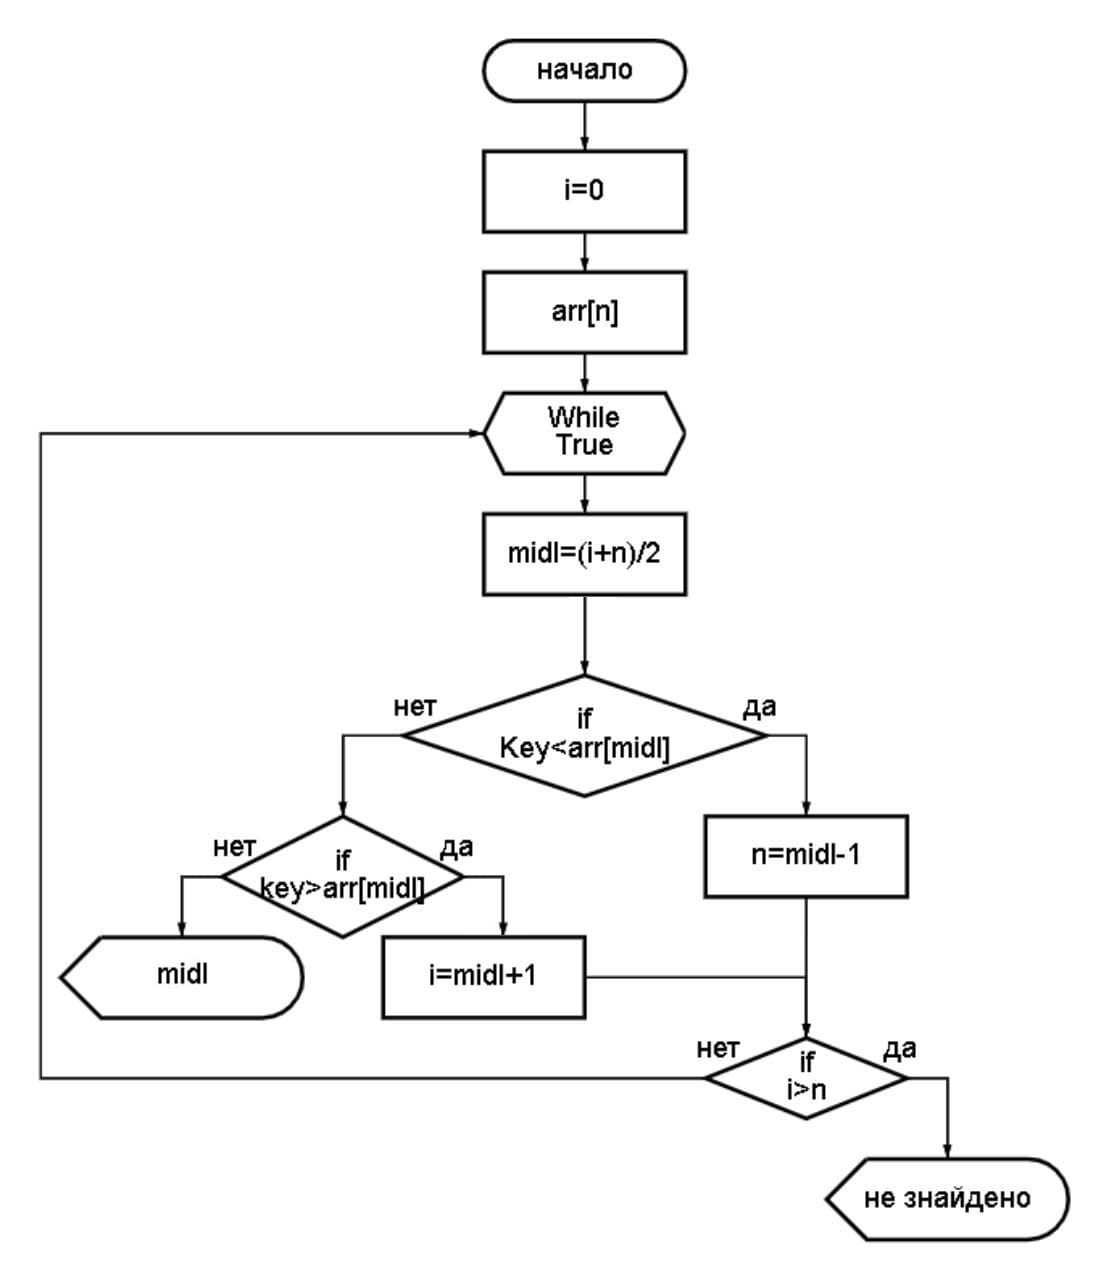 начало
i=0
arr[n]
While
True
midl=(i+n)/2
нет
да
if
Key<arr[midl]
нет
да
if
key>arr[midl]
n=midl-1
midl
i=midl+1
нет
да
if
i>n
не знайдено